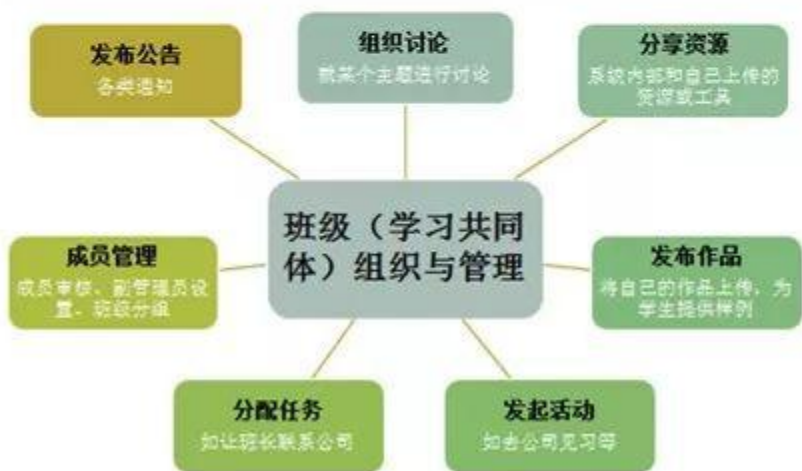 发布公告
各类通知
组织讨论
就某个主题进行讨论
分享资源
系统内部和自己上传的
资源或工具
班级（学习共同
体）组织与管理
成员管理
成员审核、副管理员设
置、班级分组
发布作品
将自己的作品上传，为
学生提供样例
分配任务
如让班长联系公司
发起活动
如去公司见习等